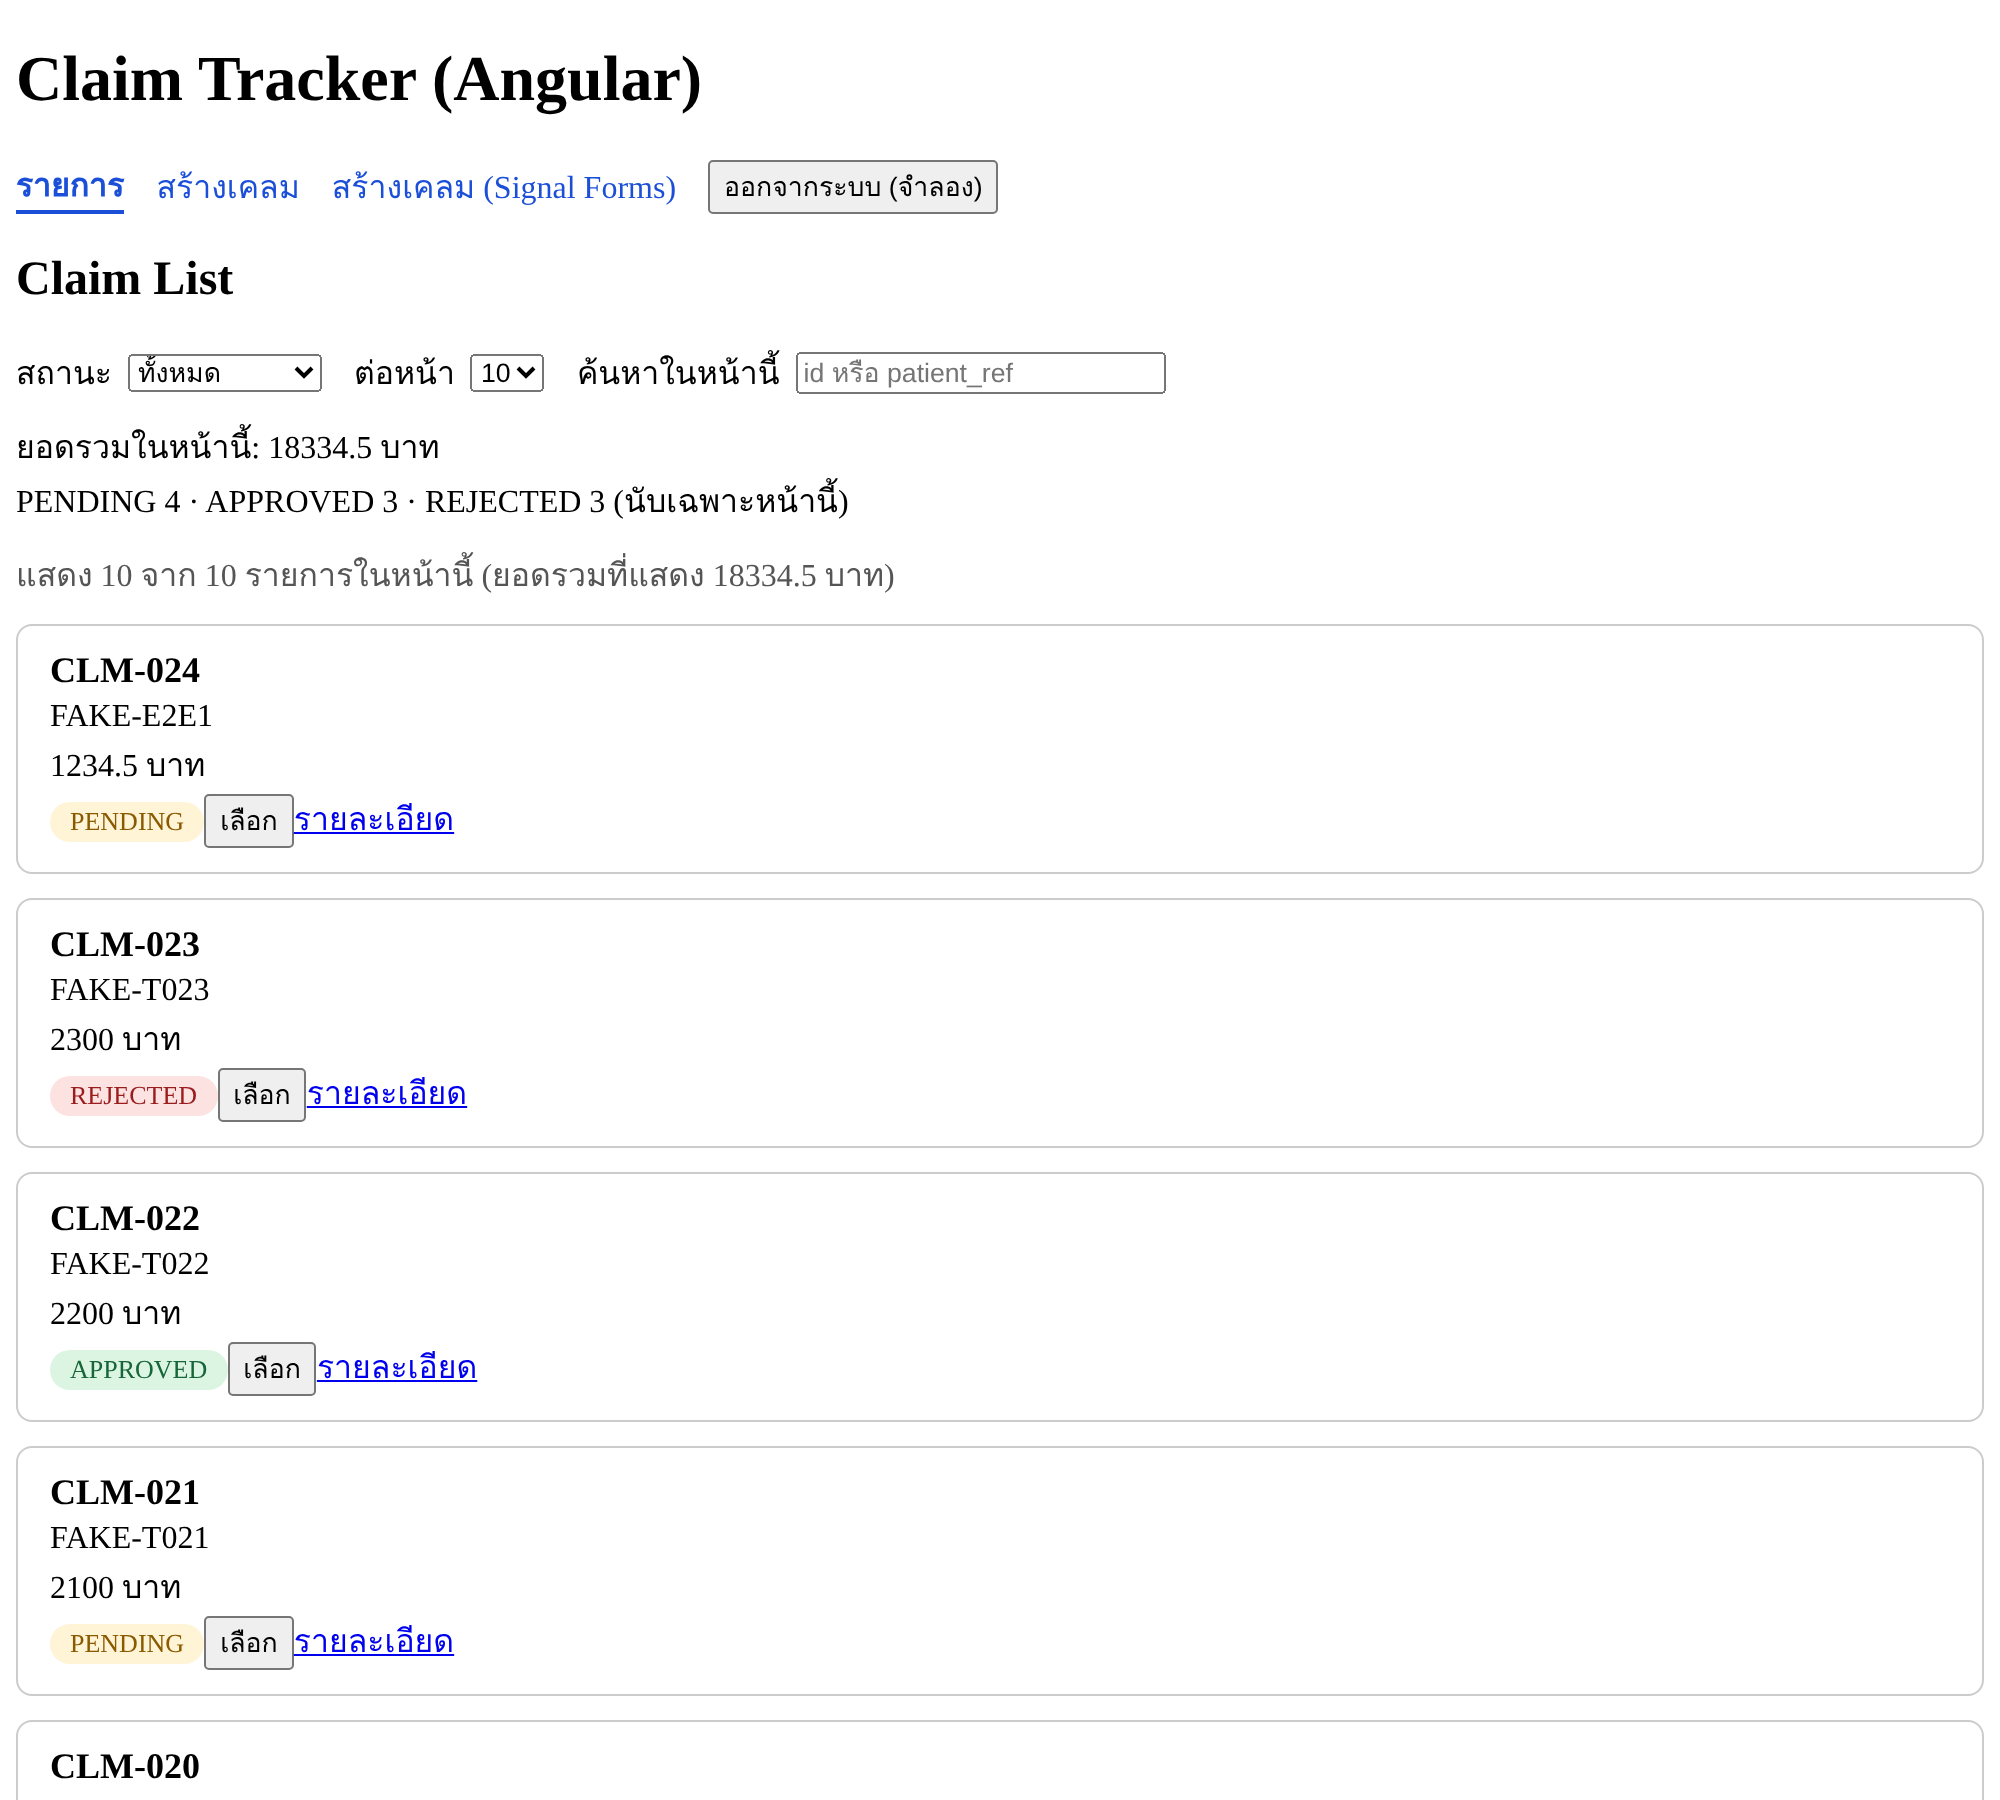 Claim Tracker (Angular)
รายการ สร้างเคลม สร้างเคลม (Signal Forms) ออกจากระบบ (จำลอง)
Claim List
สถานะ ทั้งหมด ต่อหน้า 10 ค้นหาในหน้านี้ id หรือ patient_ref
ยอดรวมในหน้านี้: 18334.5 บาท
PENDING 4 · APPROVED 3 · REJECTED 3 (นับเฉพาะหน้านี้)
แสดง 10 จาก 10 รายการในหน้านี้ (ยอดรวมที่แสดง 18334.5 บาท)
CLM-024
FAKE-E2E1
1234.5 บาท
PENDING เลือก รายละเอียด
CLM-023
FAKE-T023
2300 บาท
REJECTED เลือก รายละเอียด
CLM-022
FAKE-T022
2200 บาท
APPROVED เลือก รายละเอียด
CLM-021
FAKE-T021
2100 บาท
PENDING เลือก รายละเอียด
CLM-020